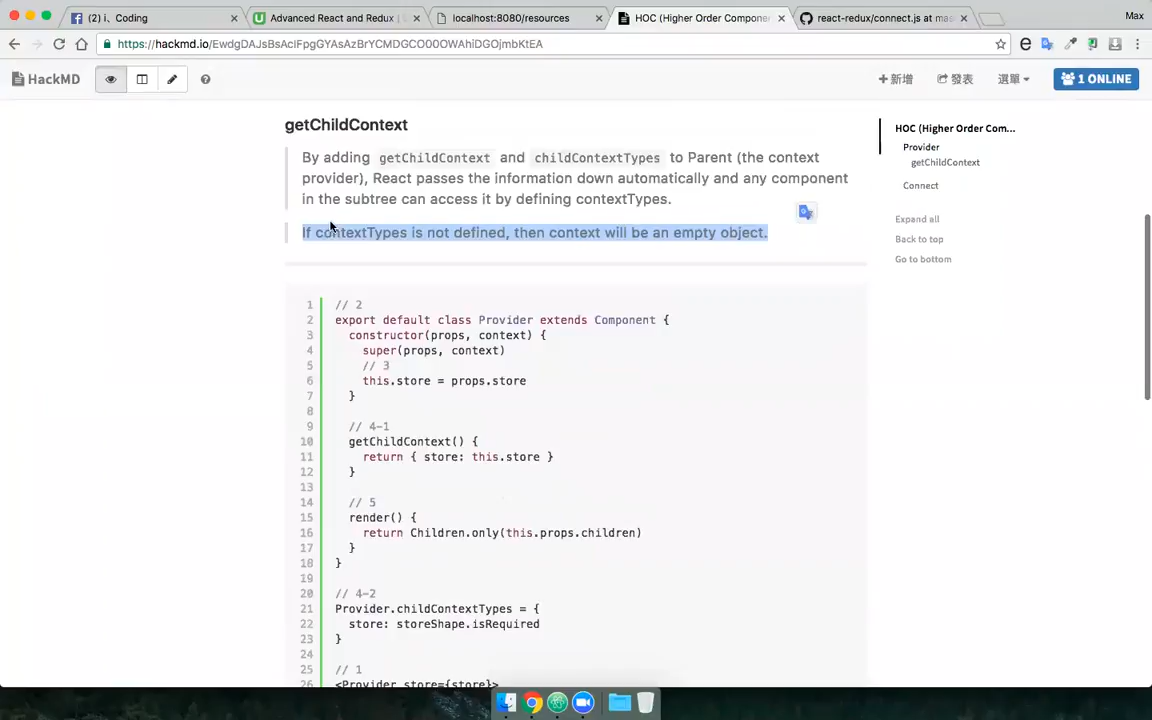 (2) i、Coding
Advanced React and Redux | U
localhost:8080/resources
HOC (Higher Order Compone
react-redux/connect.js at mas
Max
https://hackmd.io/EwdgDAJsBsAcIFpgGYAsAzBrYCMDGCO0OOWAhiDGOjmbKtEA
HackMD
新增
發表
選單
1 ONLINE
getChildContext
By adding getChildContext and childContextTypes to Parent (the context
provider), React passes the information down automatically and any component
in the subtree can access it by defining contextTypes.
If contextTypes is not defined, then context will be an empty object.
HOC (Higher Order Com...
Provider
getChildContext
Connect
Expand all
Back to top
Go to bottom
1 // 2
2 export default class Provider extends Component {
3 constructor(props, context) {
4 super(props, context)
5 // 3
6 this.store = props.store
7 }
8
9 // 4-1
10 getChildContext() {
11 return { store: this.store }
12 }
13
14 // 5
15 render() {
16 return Children.only(this.props.children)
17 }
18 }
19
20 // 4-2
21 Provider.childContextTypes = {
22 store: storeShape.isRequired
23 }
24
25 // 1
26 <Provider store={store}>